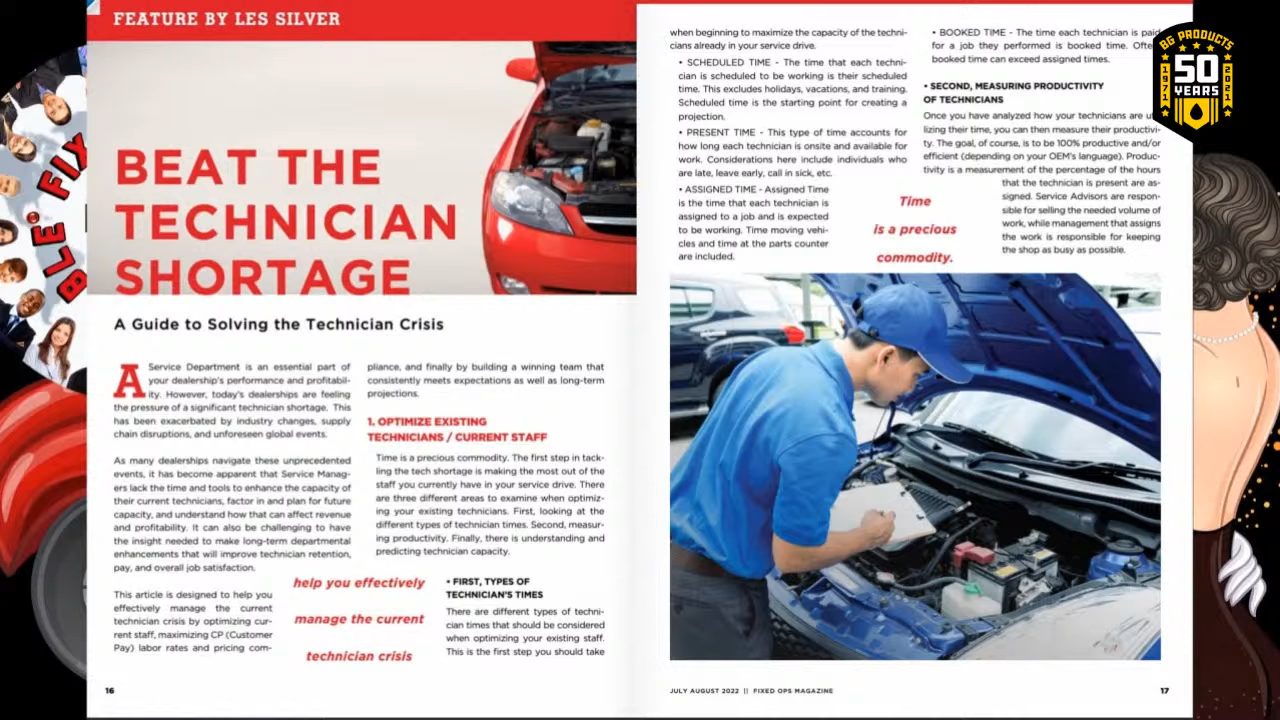 FEATURE BY LES SILVER
BEAT THE
TECHNICIAN
SHORTAGE
A Guide to Solving the Technician Crisis
A Service Department is an essential part of
your dealership's performance and profitabil-
ity. However, today's dealerships are feeling
the pressure of a significant technician shortage. This
has been exacerbated by industry changes, supply
chain disruptions, and unforeseen global events.
As many dealerships navigate these unprecedented
events, it has become apparent that Service Manag-
ers lack the time and tools to enhance the capacity of
their current technicians, factor in and plan for future
capacity, and understand how that can affect revenue
and profitability. It can also be challenging to have
the insight needed to make long-term departmental
enhancements that will improve technician retention,
pay, and overall job satisfaction.
This article is designed to help you
effectively manage the current
technician crisis by optimizing cur-
rent staff, maximizing CP (Customer
Pay) labor rates and pricing com-
help you effectively
manage the current
technician crisis
pliance, and finally by building a winning team that
consistently meets expectations as well as long-term
projections.
1. OPTIMIZE EXISTING
TECHNICIANS / CURRENT STAFF
Time is a precious commodity. The first step in tack-
ling the tech shortage is making the most out of the
staff you currently have in your service drive. There
are three different areas to examine when optimiz-
ing your existing technicians. First, looking at the
different types of technician times. Second, measur-
ing productivity. Finally, there is understanding and
predicting technician capacity.
• FIRST, TYPES OF
TECHNICIAN'S TIMES
There are different types of techni-
cian times that should be considered
when optimizing your existing staff.
This is the first step you should take
16
when beginning to maximize the capacity of the techni-
cians already in your service drive.
• SCHEDULED TIME - The time that each techni-
cian is scheduled to be working is their scheduled
time. This excludes holidays, vacations, and training.
Scheduled time is the starting point for creating a
projection.
• PRESENT TIME - This type of time accounts for
how long each technician is onsite and available for
work. Considerations here include individuals who
are late, leave early, call in sick, etc.
• ASSIGNED TIME - Assigned Time
is the time that each technician is
assigned to a job and is expected
to be working. Time moving vehi-
cles and time at the parts counter
are included.
Time
is a precious
commodity.
• BOOKED TIME - The time each technician is paid
for a job they performed is booked time. Often
booked time can exceed assigned times.
• SECOND, MEASURING PRODUCTIVITY
OF TECHNICIANS
Once you have analyzed how your technicians are
lizing their time, you can then measure their productivi-
ty. The goal, of course, is to be 100% productive and/or
efficient (depending on your OEM's language). Produc-
tivity is a measurement of the percentage of the hours
that the technician is present are as-
signed. Service Advisors are respon-
sible for selling the needed volume of
work, while management that assigns
the work is responsible for keeping
the shop as busy as possible.
JULY AUGUST 2022 || FIXED OPS MAGAZINE
17
BG PRODUCTS
1971
50
YEARS
2021
BLE® FIX